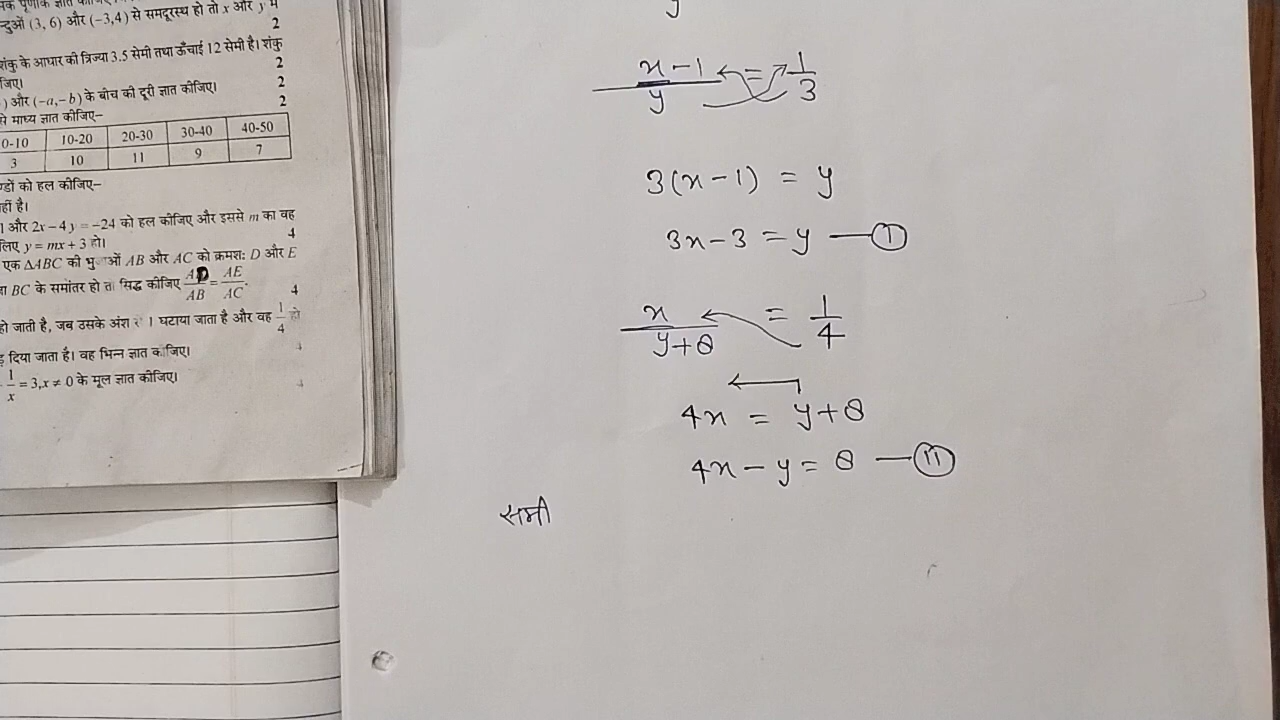 न्दुओं (3, 6) और (−3,4) से समदूरस्थ हो तो x और y में
2
शंकु के आधार की त्रिज्या 3.5 सेमी तथा ऊँचाई 12 सेमी है। शंकु
जिए। 2
) और (−a,−b) के बीच की दूरी ज्ञात कीजिए। 2
से माध्य ज्ञात कीजिए− 2
0-10 10-20 20-30 30-40 40-50
3 10 11 9 7
ण्डों को हल कीजिए−
हीं है।
और 2x − 4y = −24 को हल कीजिए और इससे m का वह
लिए y = mx + 3 हो। 4
एक ΔABC की भुजाओं AB और AC को क्रमशः D और E
BC के समांतर हो तो सिद्ध कीजिए AD/AB = AE/AC. 4
हो जाती है, जब उसके अंश से 1 घटाया जाता है और वह 1/4 हो
दिया जाता है। वह भिन्न ज्ञात कीजिए। 4
1/x = 3, x ≠ 0 के मूल ज्ञात कीजिए। 4
y
x − 1 / y = 1/3
3(x − 1) = y
3x − 3 = y — I
x / y+8 = 1/4
4x = y+8
4x − y = 8 — II
समी